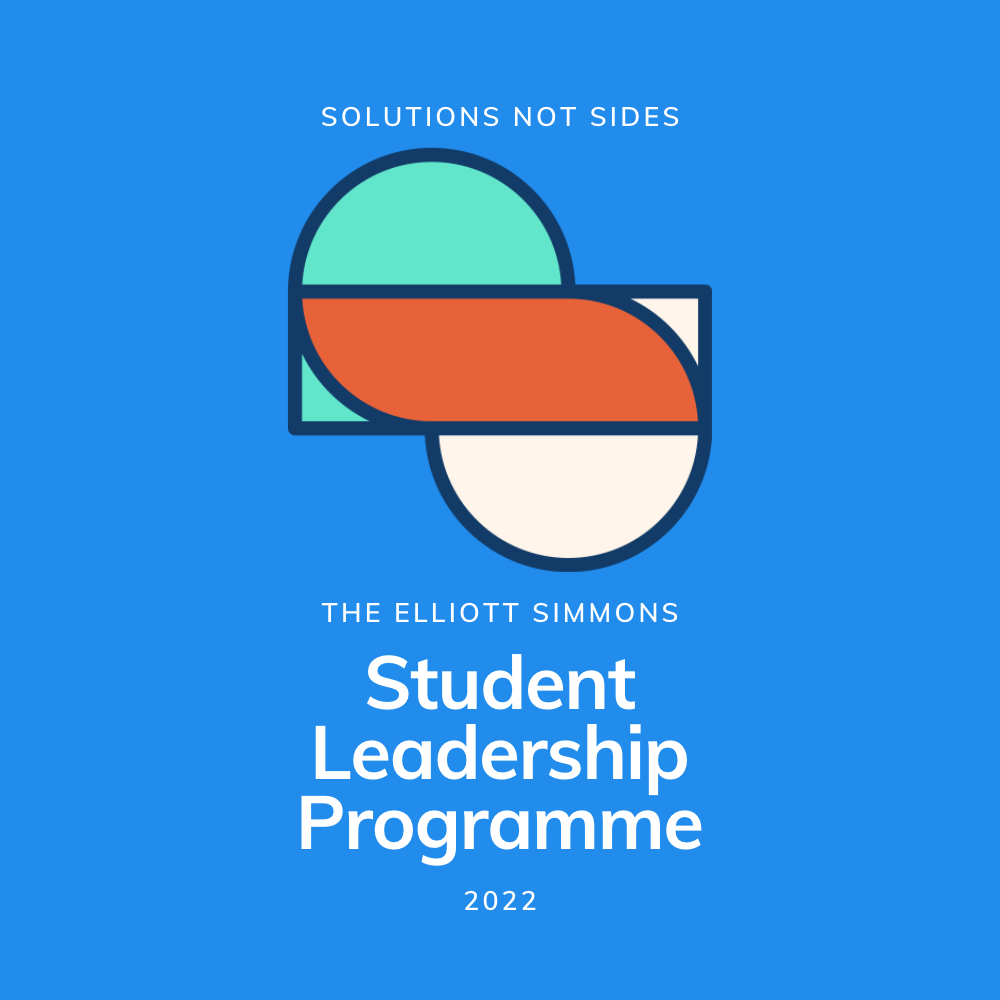 SOLUTIONS NOT SIDES
THE ELLIOTT SIMMONS
Student
Leadership
Programme
2022